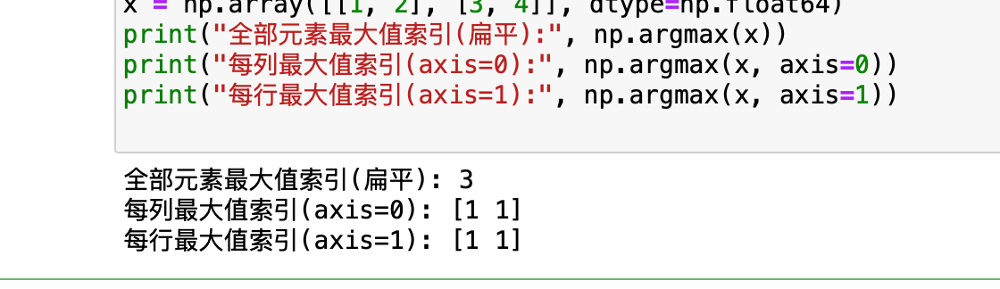 x = np.array([[1, 2], [3, 4]], dtype=np.float64)
print("全部元素最大值索引(扁平):", np.argmax(x))
print("每列最大值索引(axis=0):", np.argmax(x, axis=0))
print("每行最大值索引(axis=1):", np.argmax(x, axis=1))
全部元素最大值索引(扁平): 3
每列最大值索引(axis=0): [1 1]
每行最大值索引(axis=1): [1 1]